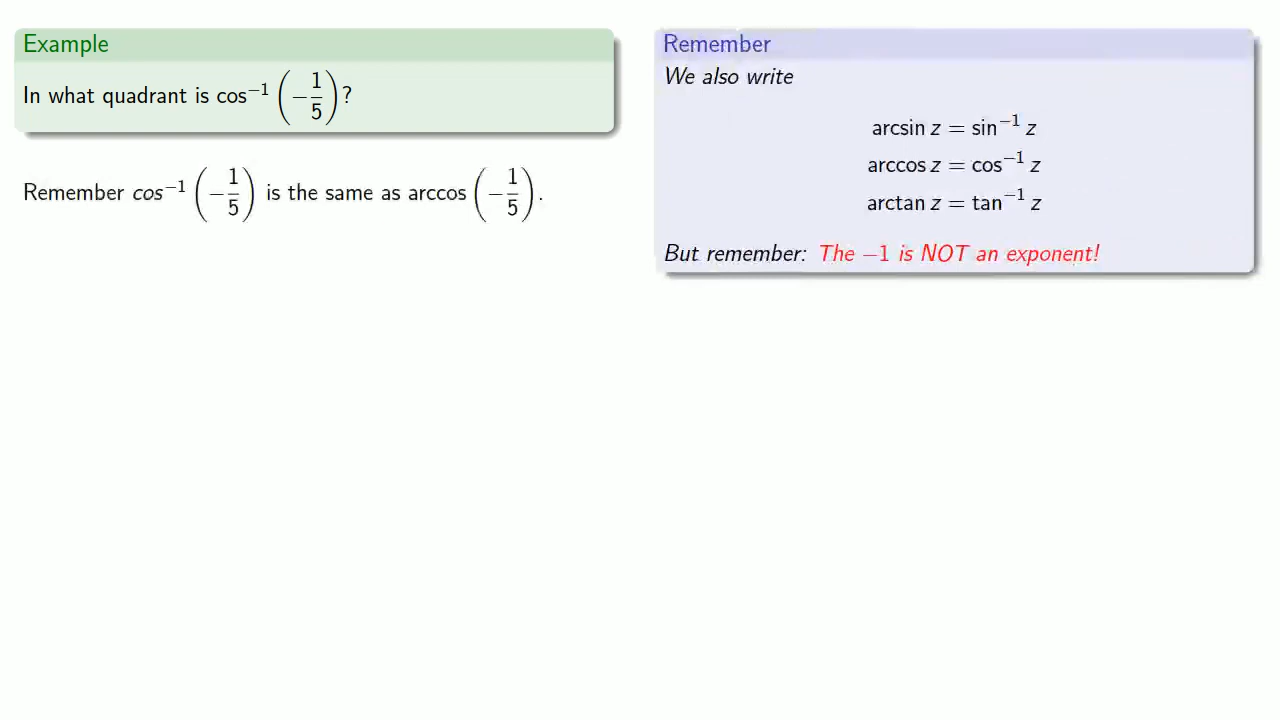 Example
In what quadrant is cos⁻¹ (−1/5)?
Remember cos⁻¹ (−1/5) is the same as arccos (−1/5).
Remember
We also write
arcsin z = sin⁻¹ z
arccos z = cos⁻¹ z
arctan z = tan⁻¹ z
But remember: The −1 is NOT an exponent!